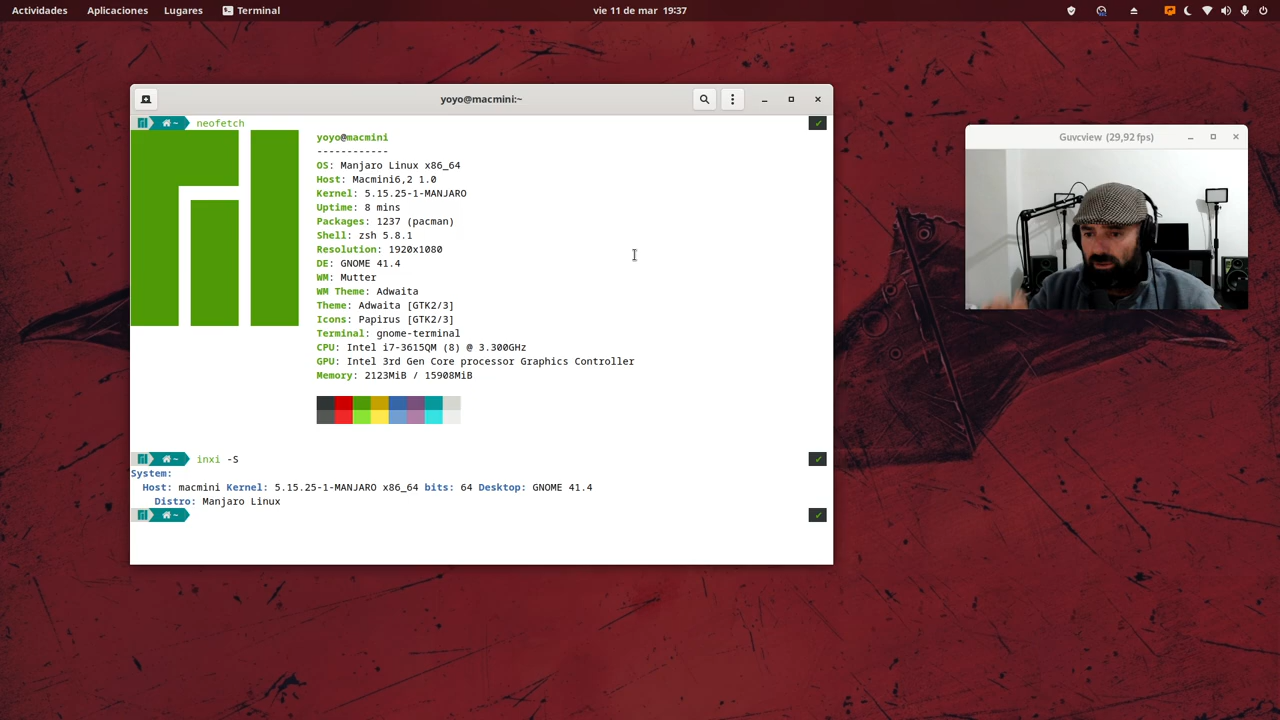 Actividades Aplicaciones Lugares Terminal vie 11 de mar 19:37
yoyo@macmini:~
Guvcview (29,92 fps)
~ neofetch
yoyo@macmini
------------
OS: Manjaro Linux x86_64
Host: Macmini6,2 1.0
Kernel: 5.15.25-1-MANJARO
Uptime: 8 mins
Packages: 1237 (pacman)
Shell: zsh 5.8.1
Resolution: 1920x1080
DE: GNOME 41.4
WM: Mutter
WM Theme: Adwaita
Theme: Adwaita [GTK2/3]
Icons: Papirus [GTK2/3]
Terminal: gnome-terminal
CPU: Intel i7-3615QM (8) @ 3.300GHz
GPU: Intel 3rd Gen Core processor Graphics Controller
Memory: 2123MiB / 15908MiB
~ inxi -S
System:
Host: macmini Kernel: 5.15.25-1-MANJARO x86_64 bits: 64 Desktop: GNOME 41.4
Distro: Manjaro Linux
~